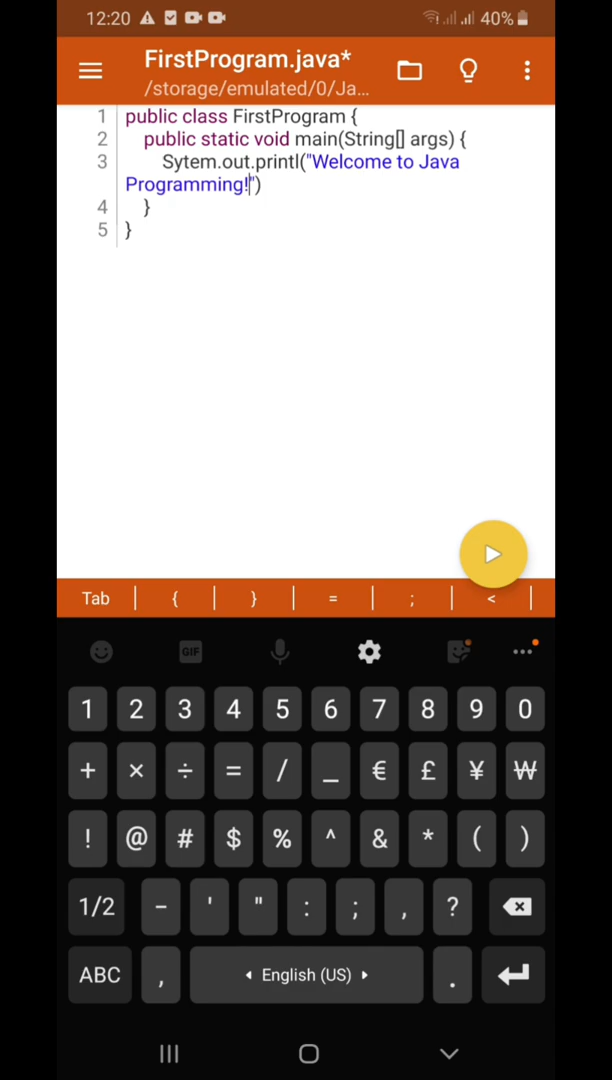 12:20 40%
FirstProgram.java*
/storage/emulated/0/Ja...
1 public class FirstProgram {
2 public static void main(String[] args) {
3 Sytem.out.printl("Welcome to Java
Programming!")
4 }
5 }
Tab { } = ; <
GIF
1 2 3 4 5 6 7 8 9 0
+ × ÷ = / _ € £ ¥ ₩
! @ # $ % ^ & * ( )
1/2 - ' " : ; , ?
ABC , English (US) .